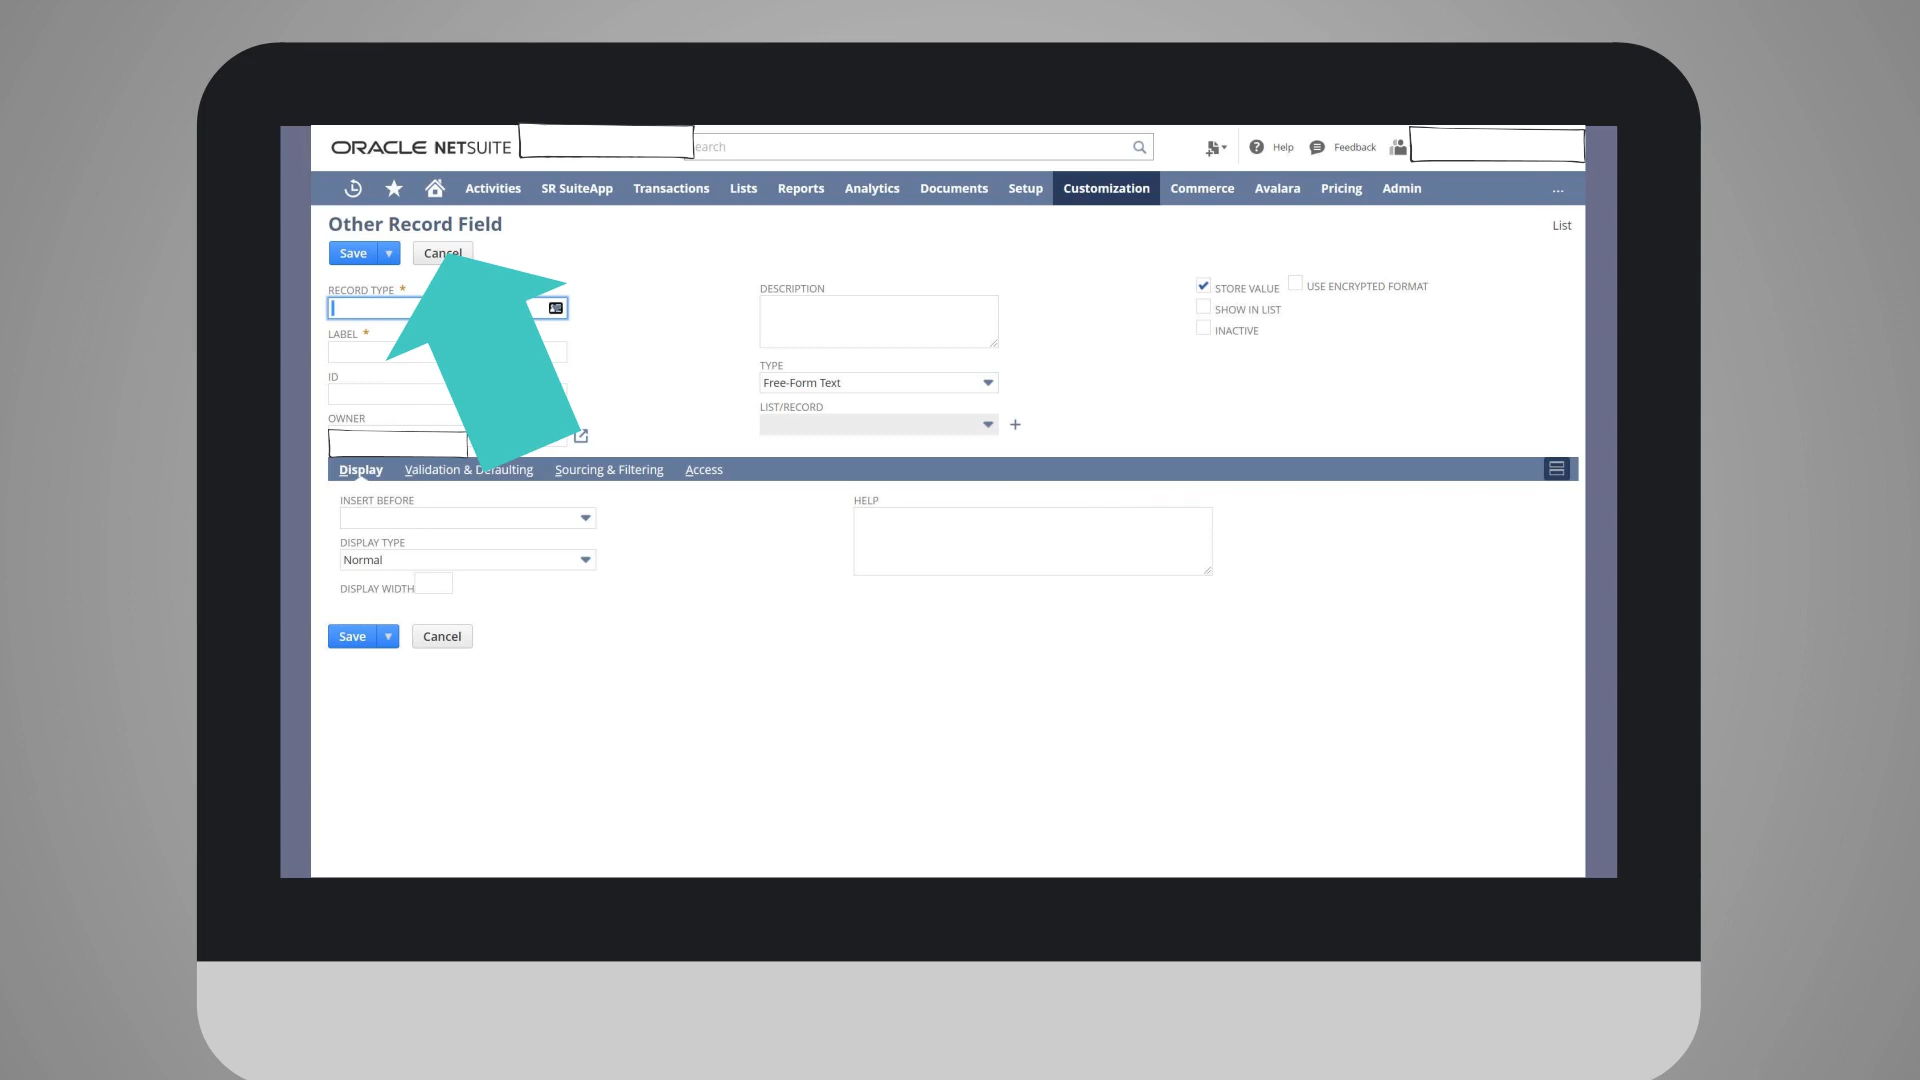 ORACLE NETSUITE
earch
Help
Feedback
Activities
SR SuiteApp
Transactions
Lists
Reports
Analytics
Documents
Setup
Customization
Commerce
Avalara
Pricing
Admin
...
Other Record Field
List
Save
Cancel
RECORD TYPE *
LABEL *
ID
OWNER
DESCRIPTION
TYPE
Free-Form Text
LIST/RECORD
STORE VALUE
USE ENCRYPTED FORMAT
SHOW IN LIST
INACTIVE
Display
Validation & Defaulting
Sourcing & Filtering
Access
INSERT BEFORE
DISPLAY TYPE
Normal
DISPLAY WIDTH
HELP
Save
Cancel